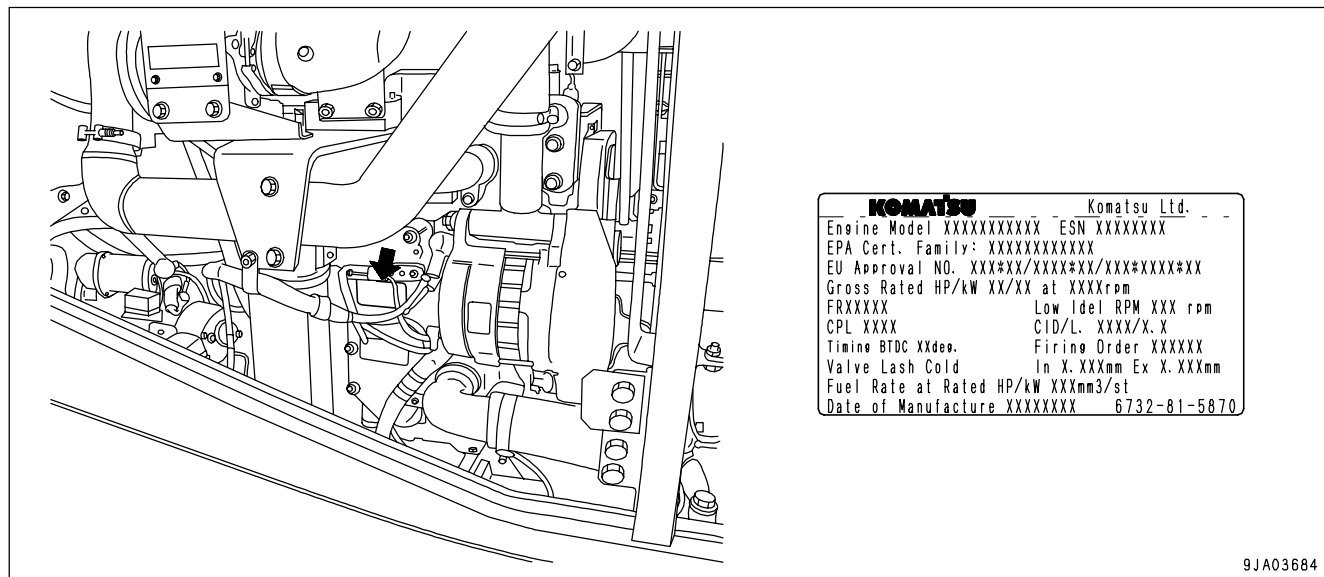 KOMATSU Komatsu Ltd.
Engine Model XXXXXXXXXXX ESN XXXXXXXX
EPA Cert. Family: XXXXXXXXXXXX
EU Approval NO. XXX*XX/XXXX*XX/XXX*XXXX*XX
Gross Rated HP/kW XX/XX at XXXXrpm
FRXXXXX Low Idel RPM XXX rpm
CPL XXXX CID/L. XXXX/X.X
Timing BTDC XXdeg. Firing Order XXXXXX
Valve Lash Cold In X.XXXmm Ex X.XXXmm
Fuel Rate at Rated HP/kW XXXmm3/st
Date of Manufacture XXXXXXXX 6732-81-5870
9JA03684